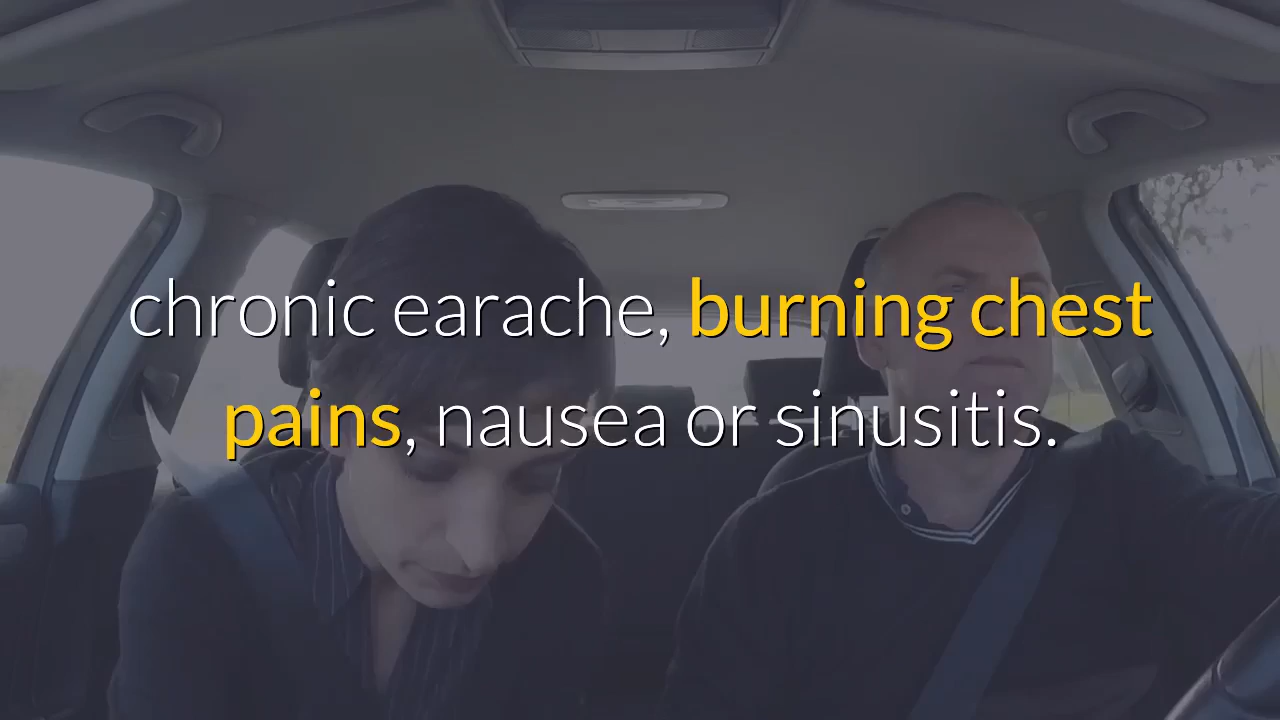 chronic earache, burning chest
pains, nausea or sinusitis.